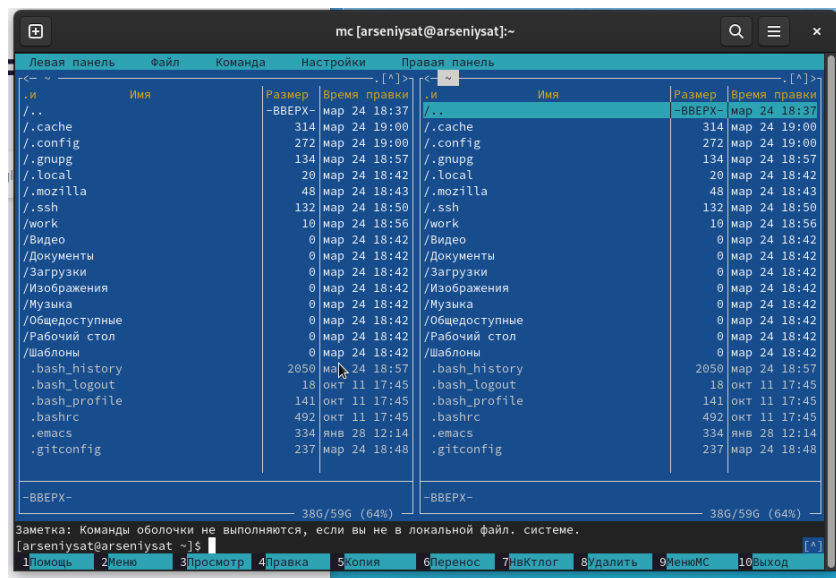 mc [arseniysat@arseniysat]:~
Левая панель Файл Команда Настройки Правая панель
<— ~ .[^]> <— ~ .[^]>
.и Имя Размер Время правки .и Имя Размер Время правки
/.. -ВВЕРХ- мар 24 18:37 /.. -ВВЕРХ- мар 24 18:37
/.cache 314 мар 24 19:00 /.cache 314 мар 24 19:00
/.config 272 мар 24 19:00 /.config 272 мар 24 19:00
/.gnupg 134 мар 24 18:57 /.gnupg 134 мар 24 18:57
/.local 20 мар 24 18:42 /.local 20 мар 24 18:42
/.mozilla 48 мар 24 18:43 /.mozilla 48 мар 24 18:43
/.ssh 132 мар 24 18:50 /.ssh 132 мар 24 18:50
/work 10 мар 24 18:56 /work 10 мар 24 18:56
/Видео 0 мар 24 18:42 /Видео 0 мар 24 18:42
/Документы 0 мар 24 18:42 /Документы 0 мар 24 18:42
/Загрузки 0 мар 24 18:42 /Загрузки 0 мар 24 18:42
/Изображения 0 мар 24 18:42 /Изображения 0 мар 24 18:42
/Музыка 0 мар 24 18:42 /Музыка 0 мар 24 18:42
/Общедоступные 0 мар 24 18:42 /Общедоступные 0 мар 24 18:42
/Рабочий стол 0 мар 24 18:42 /Рабочий стол 0 мар 24 18:42
/Шаблоны 0 мар 24 18:42 /Шаблоны 0 мар 24 18:42
.bash_history 2050 мар 24 18:57 .bash_history 2050 мар 24 18:57
.bash_logout 18 окт 11 17:45 .bash_logout 18 окт 11 17:45
.bash_profile 141 окт 11 17:45 .bash_profile 141 окт 11 17:45
.bashrc 492 окт 11 17:45 .bashrc 492 окт 11 17:45
.emacs 334 янв 28 12:14 .emacs 334 янв 28 12:14
.gitconfig 237 мар 24 18:48 .gitconfig 237 мар 24 18:48
-ВВЕРХ- -ВВЕРХ-
38G/59G (64%) 38G/59G (64%)
Заметка: Команды оболочки не выполняются, если вы не в локальной файл. системе.
[arseniysat@arseniysat ~]$ [^]
1Помощь 2Меню 3Просмотр 4Правка 5Копия 6Перенос 7НвКтлог 8Удалить 9МенюMC 10Выход